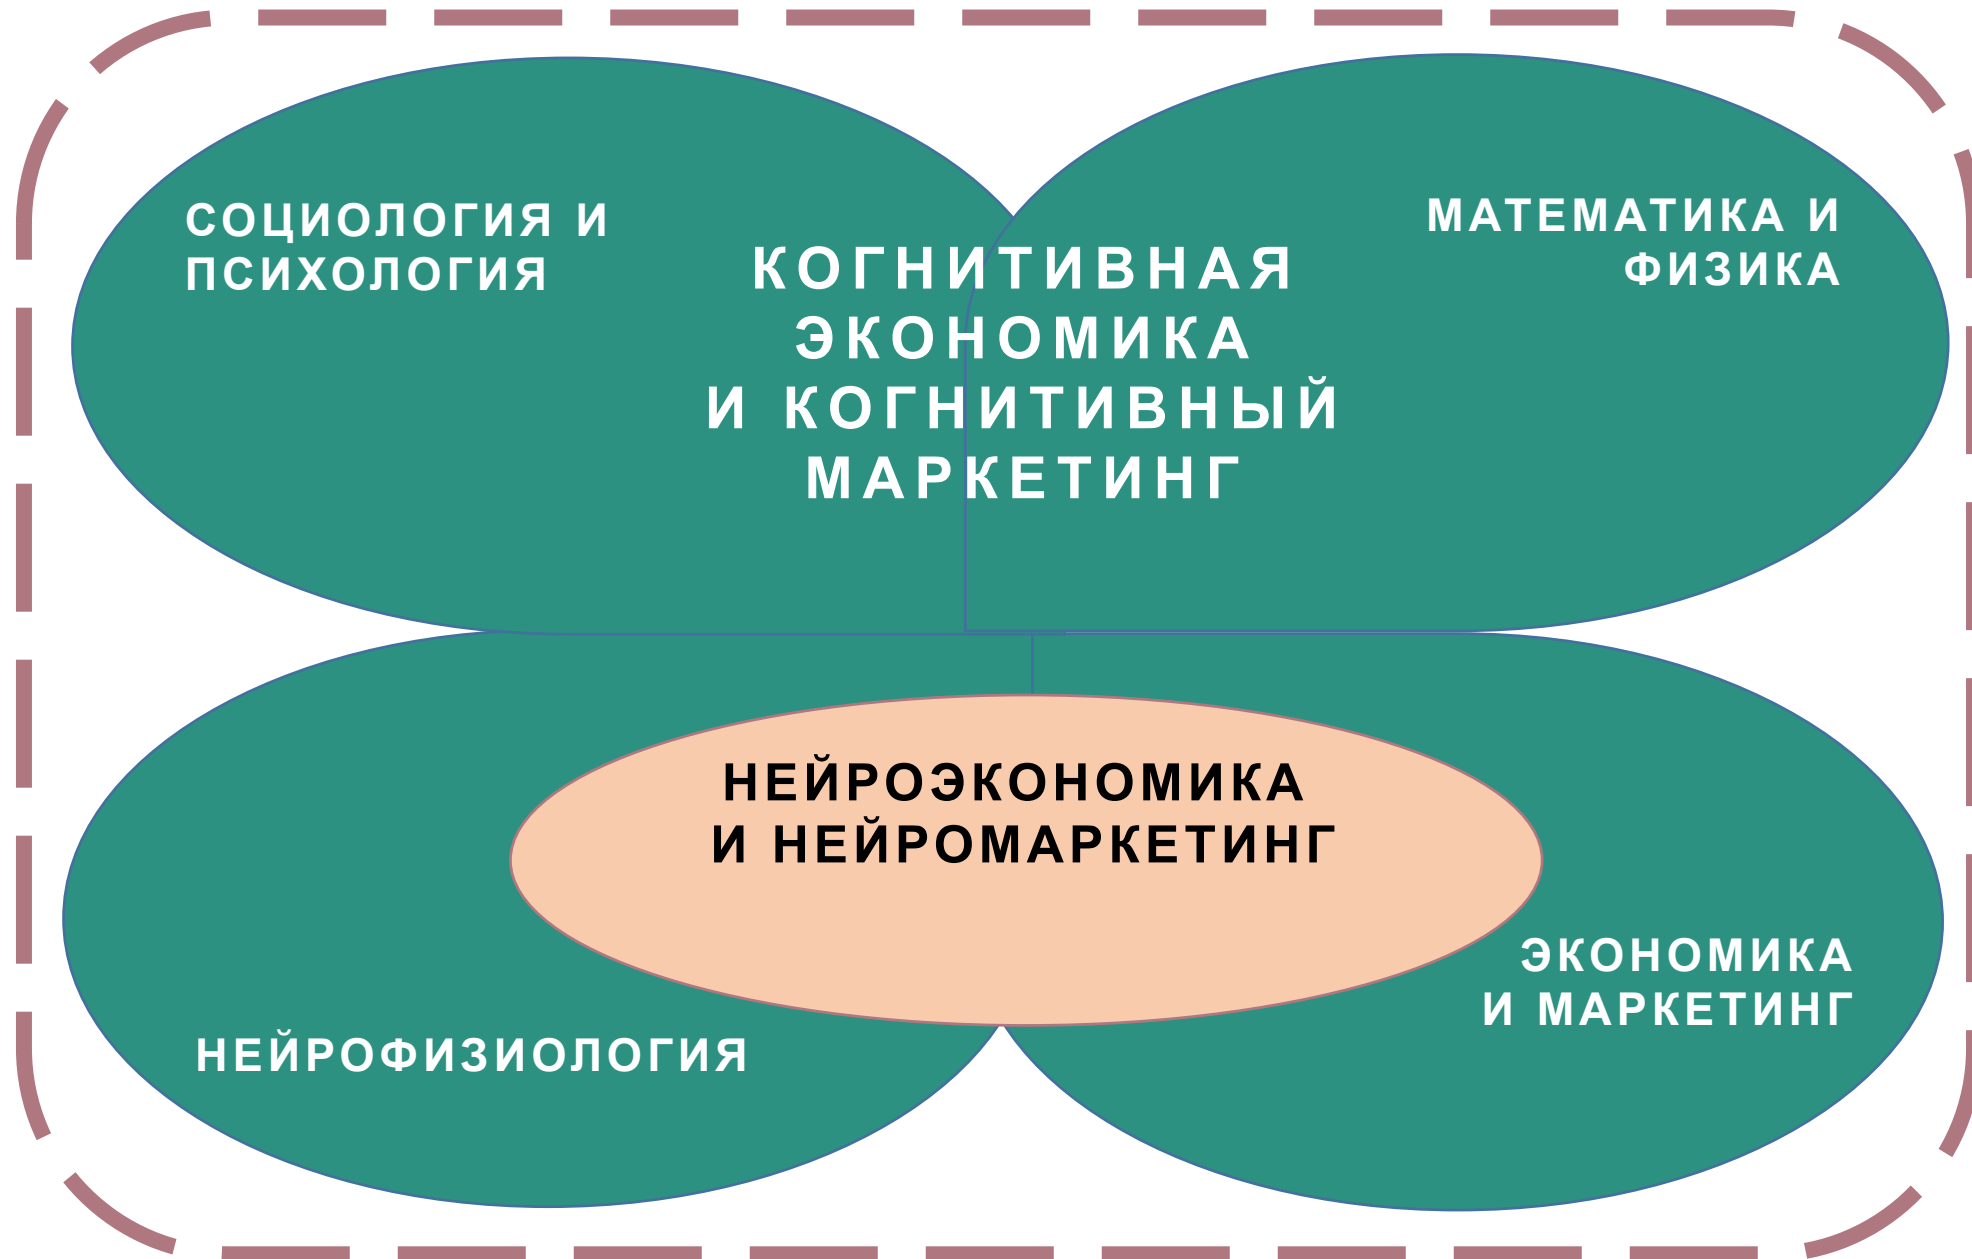 СОЦИОЛОГИЯ И
ПСИХОЛОГИЯ
МАТЕМАТИКА И
ФИЗИКА
КОГНИТИВНАЯ
ЭКОНОМИКА
И КОГНИТИВНЫЙ
МАРКЕТИНГ
НЕЙРОЭКОНОМИКА
И НЕЙРОМАРКЕТИНГ
ЭКОНОМИКА
И МАРКЕТИНГ
НЕЙРОФИЗИОЛОГИЯ